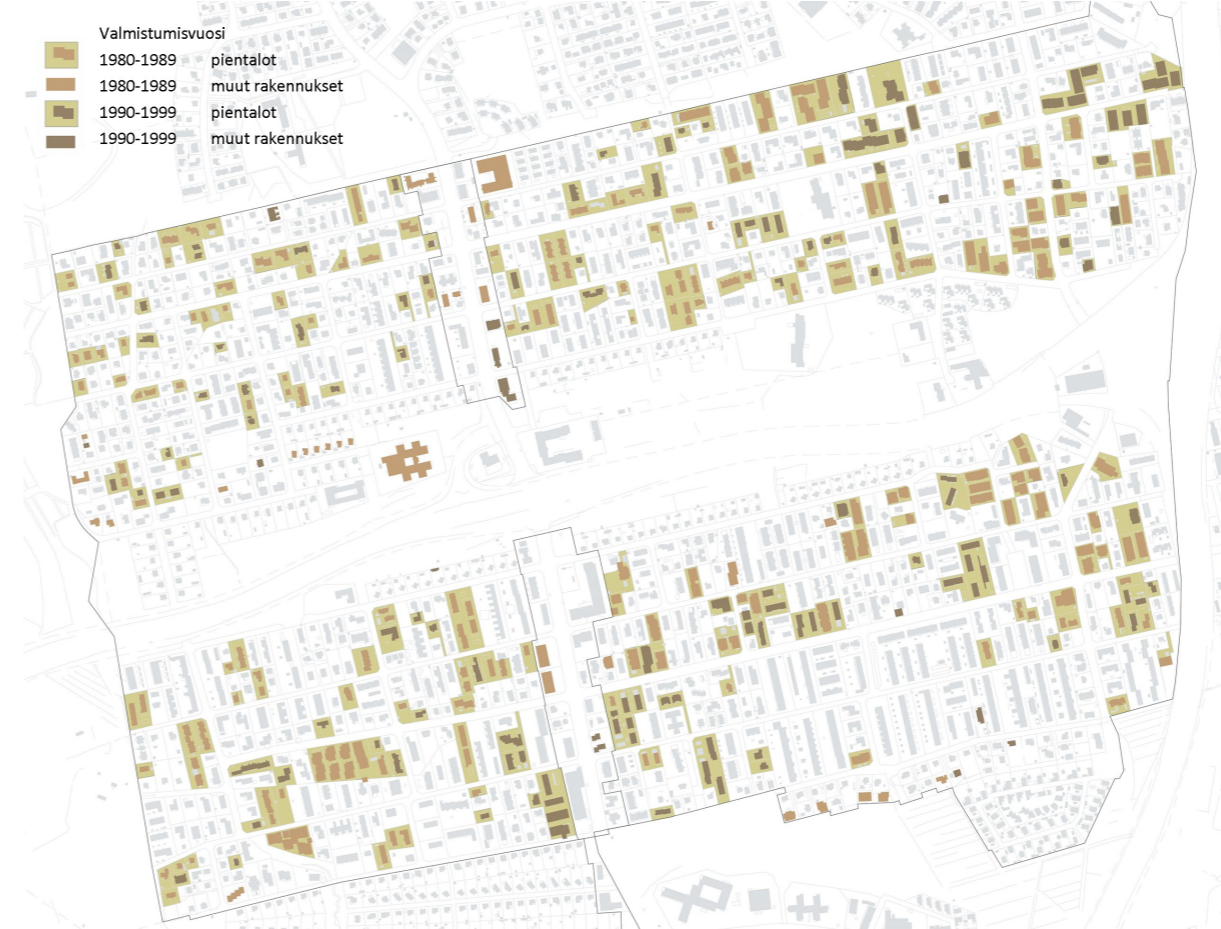 Valmistumisvuosi
1980-1989 pientalot
1980-1989 muut rakennukset
1990-1999 pientalot
1990-1999 muut rakennukset